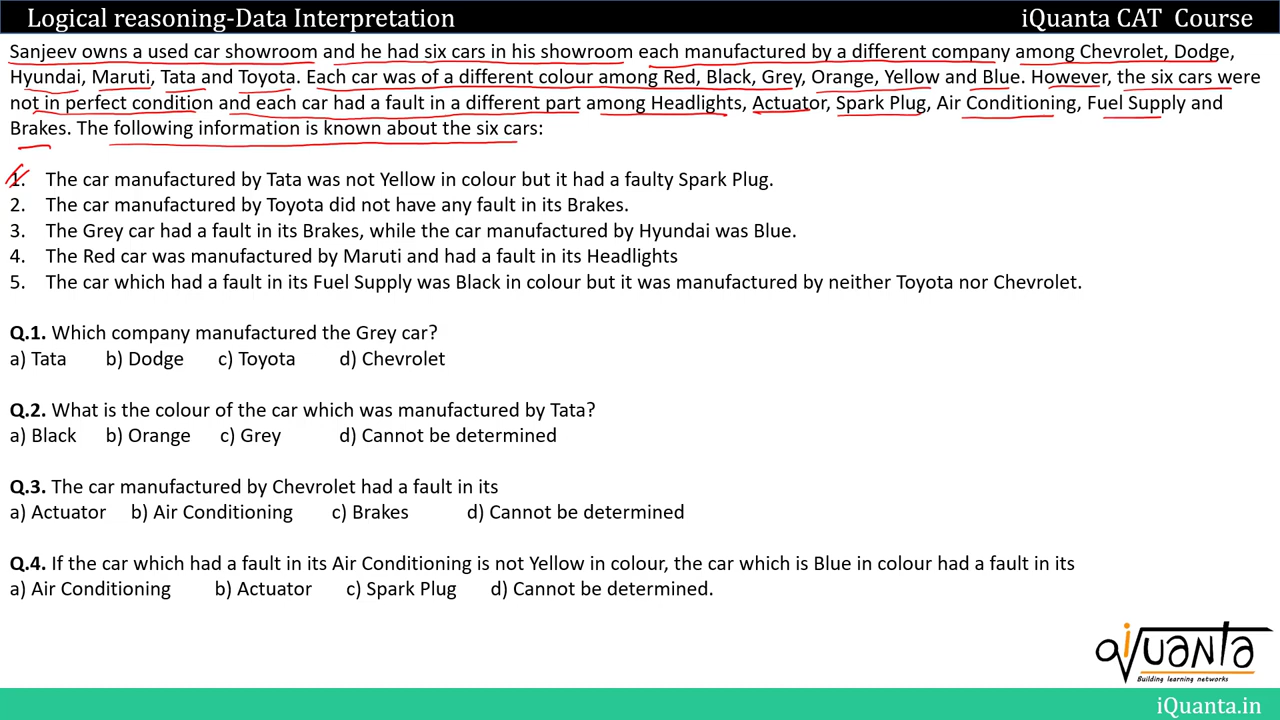 Logical reasoning-Data Interpretation
iQuanta CAT Course
Sanjeev owns a used car showroom and he had six cars in his showroom each manufactured by a different company among Chevrolet, Dodge,
Hyundai, Maruti, Tata and Toyota. Each car was of a different colour among Red, Black, Grey, Orange, Yellow and Blue. However, the six cars were
not in perfect condition and each car had a fault in a different part among Headlights, Actuator, Spark Plug, Air Conditioning, Fuel Supply and
Brakes. The following information is known about the six cars:
1. The car manufactured by Tata was not Yellow in colour but it had a faulty Spark Plug.
2. The car manufactured by Toyota did not have any fault in its Brakes.
3. The Grey car had a fault in its Brakes, while the car manufactured by Hyundai was Blue.
4. The Red car was manufactured by Maruti and had a fault in its Headlights
5. The car which had a fault in its Fuel Supply was Black in colour but it was manufactured by neither Toyota nor Chevrolet.
Q.1. Which company manufactured the Grey car?
a) Tata b) Dodge c) Toyota d) Chevrolet
Q.2. What is the colour of the car which was manufactured by Tata?
a) Black b) Orange c) Grey d) Cannot be determined
Q.3. The car manufactured by Chevrolet had a fault in its
a) Actuator b) Air Conditioning c) Brakes d) Cannot be determined
Q.4. If the car which had a fault in its Air Conditioning is not Yellow in colour, the car which is Blue in colour had a fault in its
a) Air Conditioning b) Actuator c) Spark Plug d) Cannot be determined.
iQuanta
Building learning networks
iQuanta.in